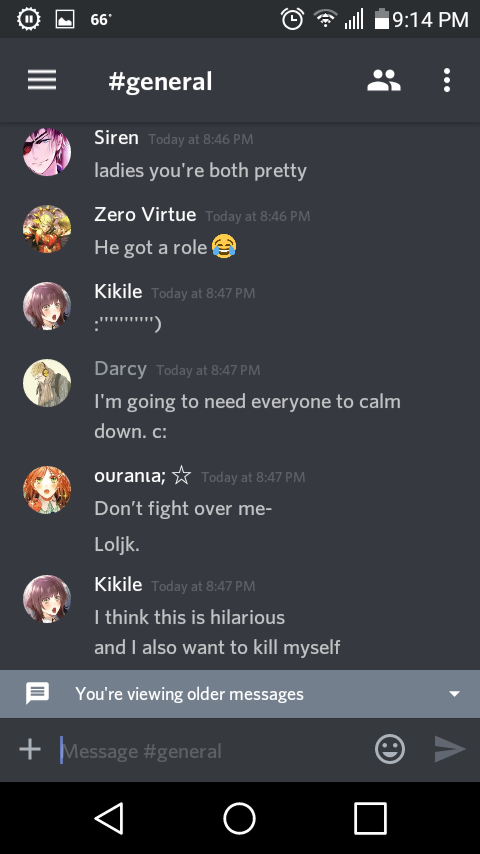 66°
9:14 PM
#general
Siren Today at 8:46 PM
ladies you're both pretty
Zero Virtue Today at 8:46 PM
He got a role 😂
Kikile Today at 8:47 PM
:''''''''''')
Darcy Today at 8:47 PM
I'm going to need everyone to calm
down. c:
ouranιa; ☆ Today at 8:47 PM
Don't fight over me-
Loljk.
Kikile Today at 8:47 PM
I think this is hilarious
and I also want to kill myself
You're viewing older messages
Message #general